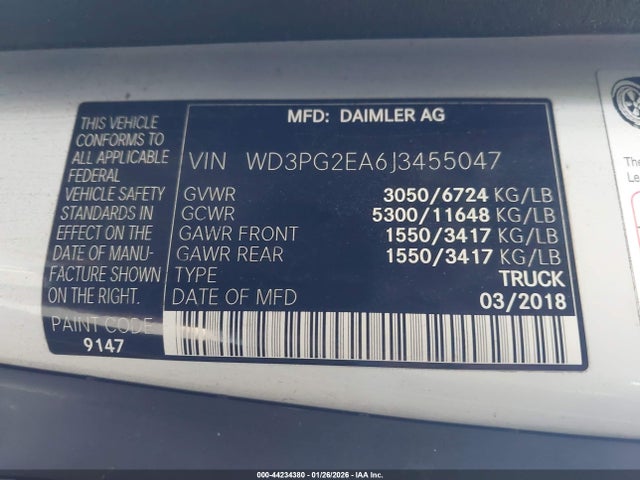 MFD: DAIMLER AG
THIS VEHICLE
CONFORMS TO
ALL APPLICABLE
FEDERAL
VEHICLE SAFETY
STANDARDS IN
EFFECT ON THE
DATE OF MANU-
FACTURE SHOWN
ON THE RIGHT.
PAINT CODE
9147
VIN WD3PG2EA6J3455047
GVWR 3050/6724 KG/LB
GCWR 5300/11648 KG/LB
GAWR FRONT 1550/3417 KG/LB
GAWR REAR 1550/3417 KG/LB
TYPE TRUCK
DATE OF MFD 03/2018
The
Le
000-44234380 - 01/26/2026 - IAA Inc.